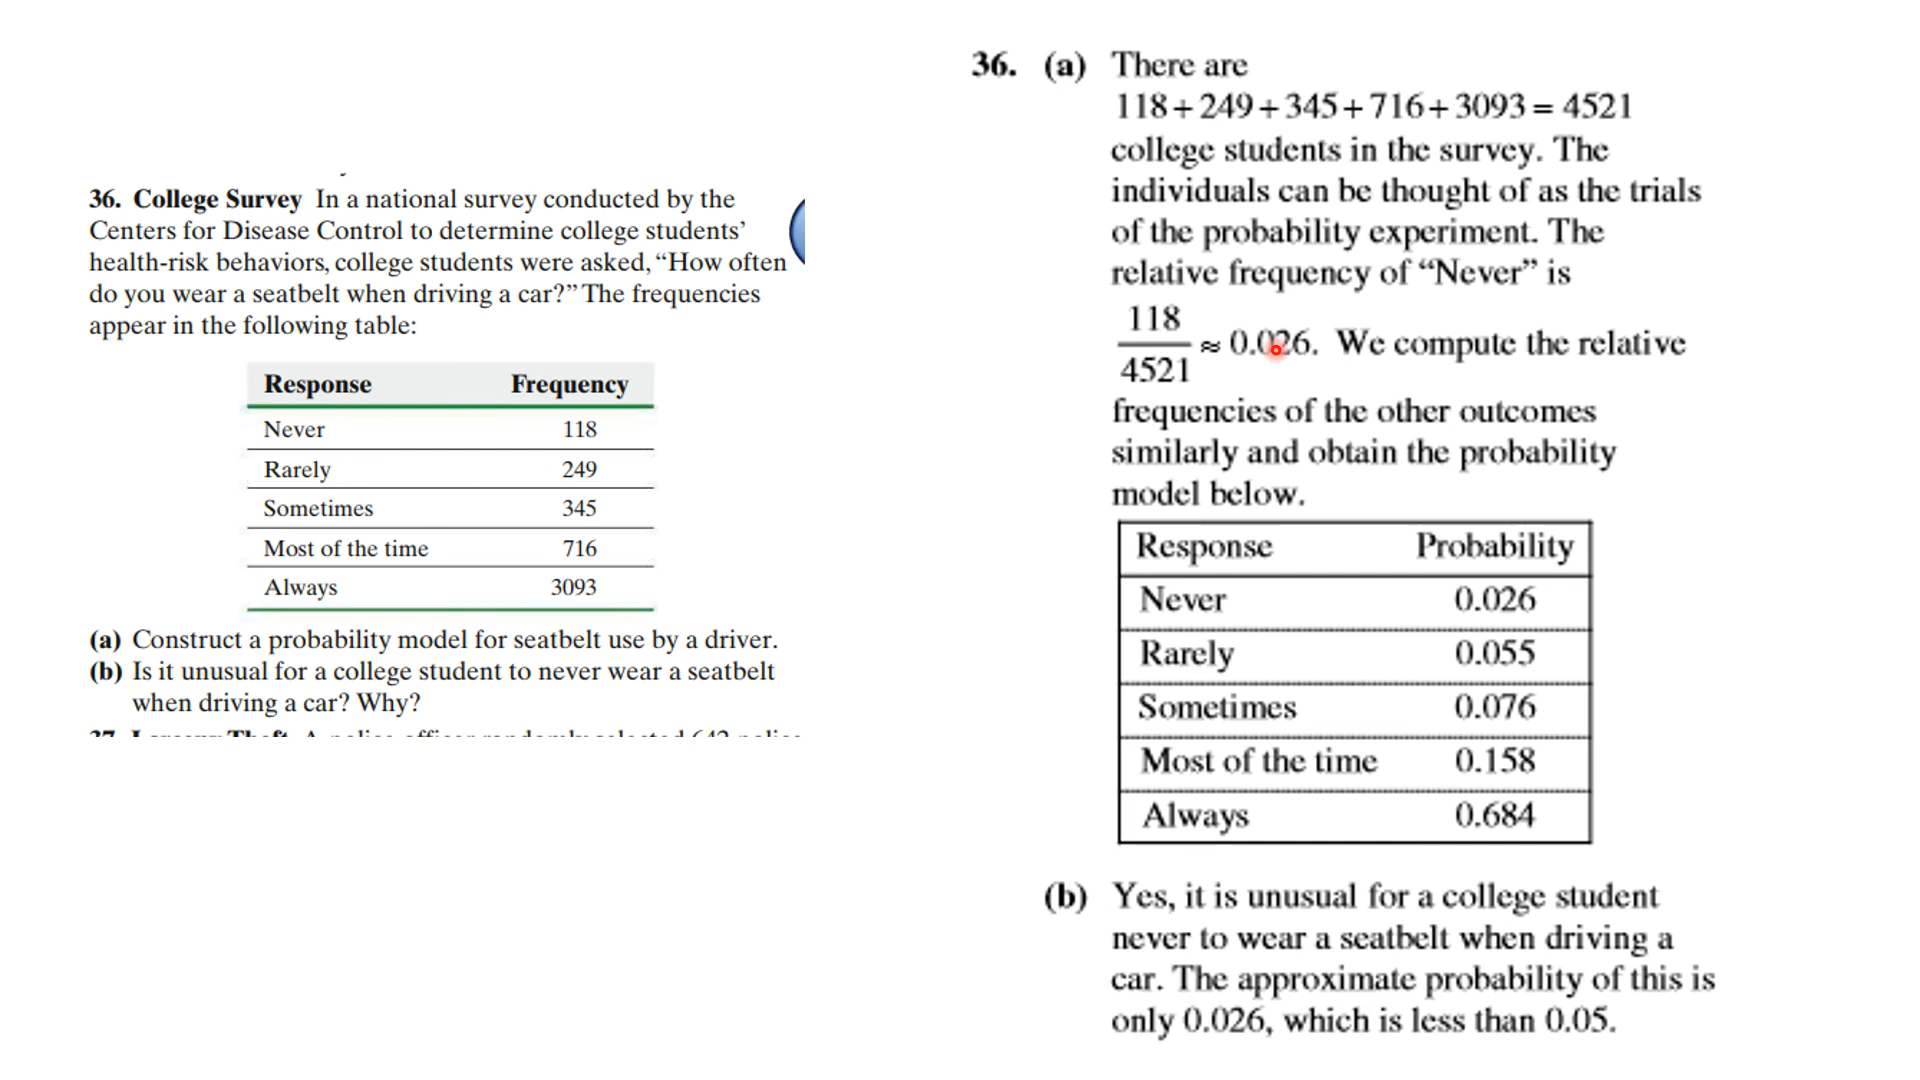 36. College Survey In a national survey conducted by the
Centers for Disease Control to determine college students’
health-risk behaviors, college students were asked, “How often
do you wear a seatbelt when driving a car?” The frequencies
appear in the following table:
Response Frequency
Never 118
Rarely 249
Sometimes 345
Most of the time 716
Always 3093
(a) Construct a probability model for seatbelt use by a driver.
(b) Is it unusual for a college student to never wear a seatbelt
when driving a car? Why?
36. (a) There are
118 + 249 + 345 + 716 + 3093 = 4521
college students in the survey. The
individuals can be thought of as the trials
of the probability experiment. The
relative frequency of “Never” is
118
4521
≈ 0.026. We compute the relative
frequencies of the other outcomes
similarly and obtain the probability
model below.
Response Probability
Never 0.026
Rarely 0.055
Sometimes 0.076
Most of the time 0.158
Always 0.684
(b) Yes, it is unusual for a college student
never to wear a seatbelt when driving a
car. The approximate probability of this is
only 0.026, which is less than 0.05.